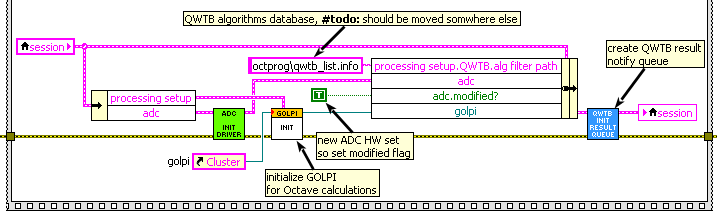 QWTB algorithms database, #todo: should be moved somwhere else
session
octprog\qwtb_list.info
processing setup.QWTB.alg filter path
adc
adc.modified?
golpi
create QWTB result
notify queue
processing setup
adc
ADC
INIT
DRIVER
GOLPI
INIT
T
QWTB
INIT
RESULT
QUEUE
session
new ADC HW set
so set modified flag
golpi
Cluster
initialize GOLPI
for Octave calculations